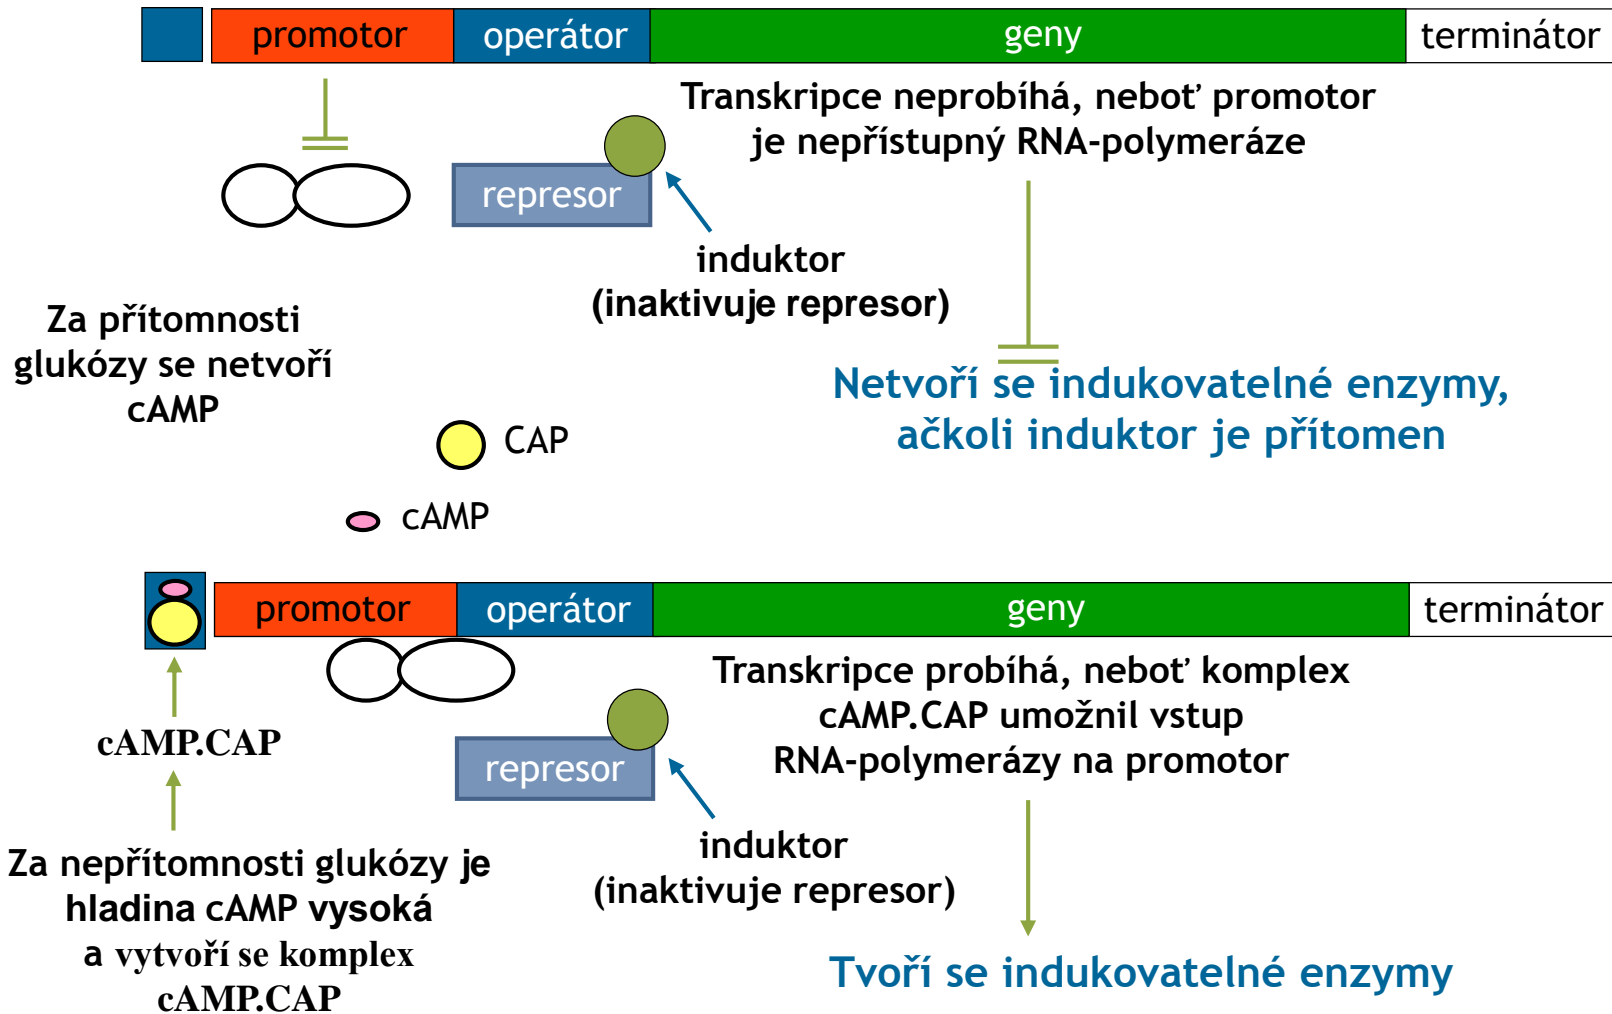 promotor
operátor
geny
terminátor
Transkripce neprobíhá, neboť promotor
je nepřístupný RNA-polymeráze
represor
induktor
(inaktivuje represor)
Za přítomnosti
glukózy se netvoří
cAMP
Netvoří se indukovatelné enzymy,
ačkoli induktor je přítomen
CAP
cAMP
promotor
operátor
geny
terminátor
Transkripce probíhá, neboť komplex
cAMP.CAP umožnil vstup
RNA-polymerázy na promotor
cAMP.CAP
represor
induktor
(inaktivuje represor)
Za nepřítomnosti glukózy je
hladina cAMP vysoká
a vytvoří se komplex
cAMP.CAP
Tvoří se indukovatelné enzymy